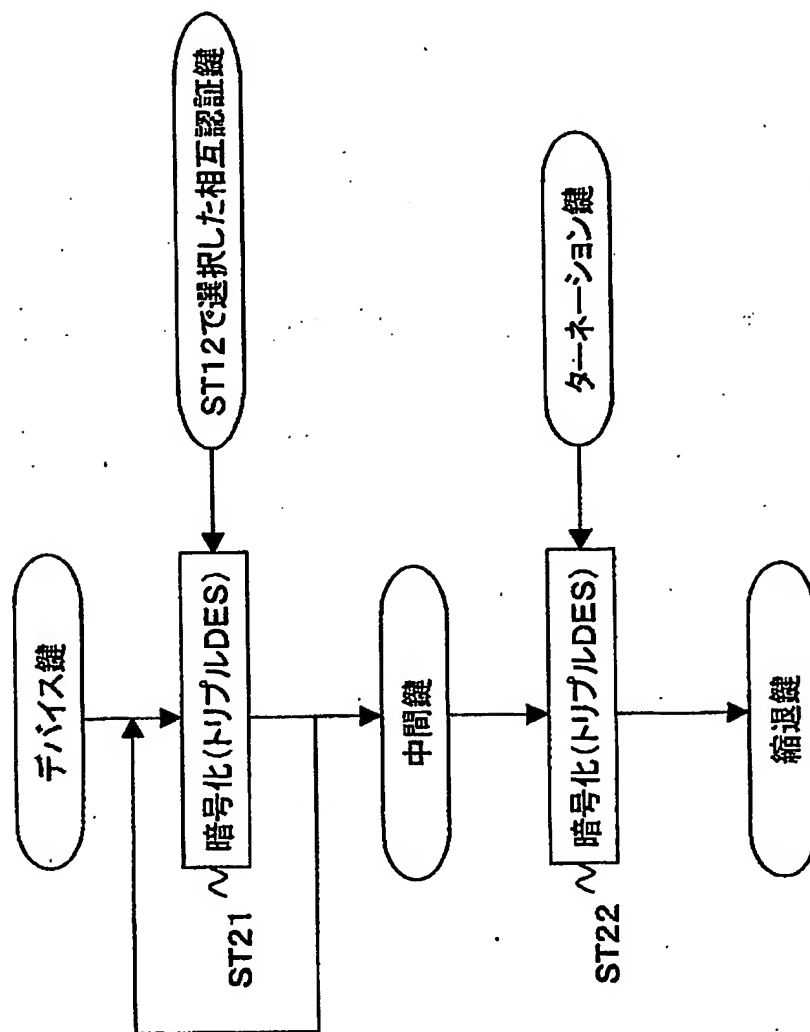 デバイス鍵
ST12で選択した相互認証鍵
暗号化(トリプルDES)
ST21
中間鍵
ターネーション鍵
暗号化(トリプルDES)
ST22
縮退鍵